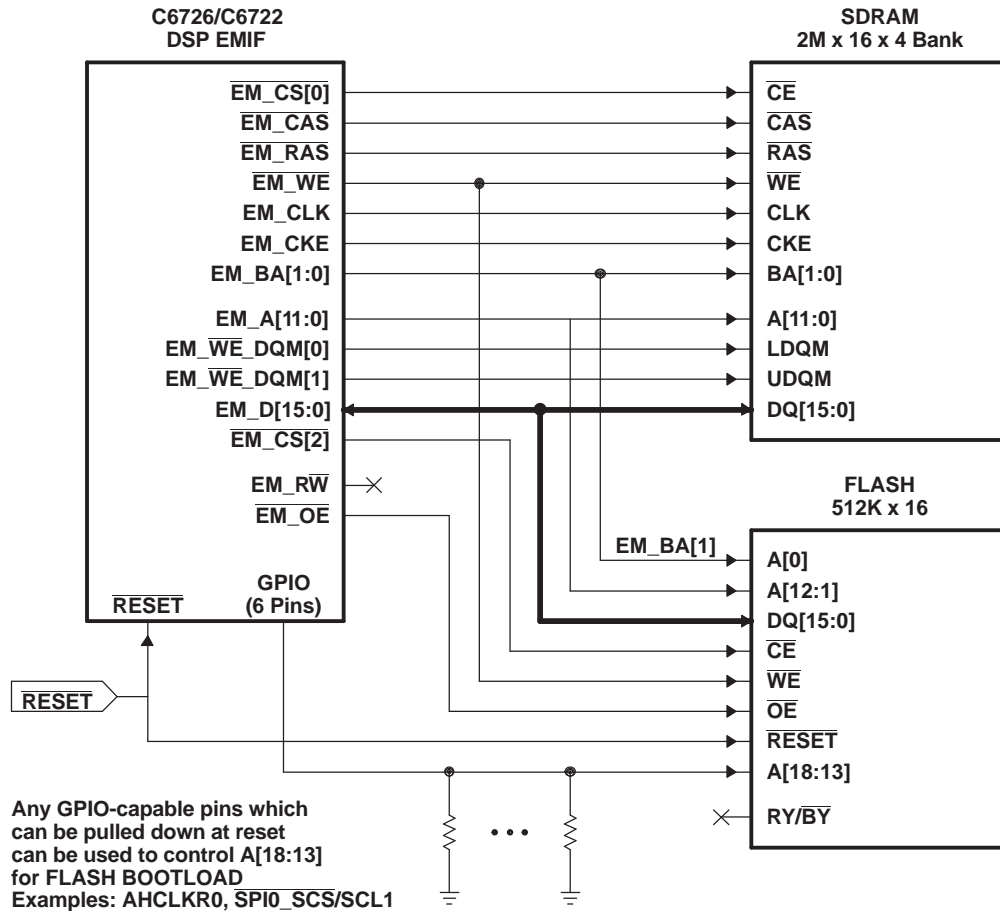 C6726/C6722
DSP EMIF
SDRAM
2M x 16 x 4 Bank
EM_CS[0]
CE
EM_CAS
CAS
EM_RAS
RAS
EM_WE
WE
EM_CLK
CLK
EM_CKE
CKE
EM_BA[1:0]
BA[1:0]
EM_A[11:0]
A[11:0]
EM_WE_DQM[0]
LDQM
EM_WE_DQM[1]
UDQM
EM_D[15:0]
DQ[15:0]
EM_CS[2]
EM_RW
EM_OE
FLASH
512K x 16
EM_BA[1]
A[0]
A[12:1]
DQ[15:0]
CE
WE
OE
RESET
A[18:13]
RY/BY
GPIO
(6 Pins)
RESET
RESET
Any GPIO-capable pins which
can be pulled down at reset
can be used to control A[18:13]
for FLASH BOOTLOAD
Examples: AHCLKR0, SPI0_SCS/SCL1